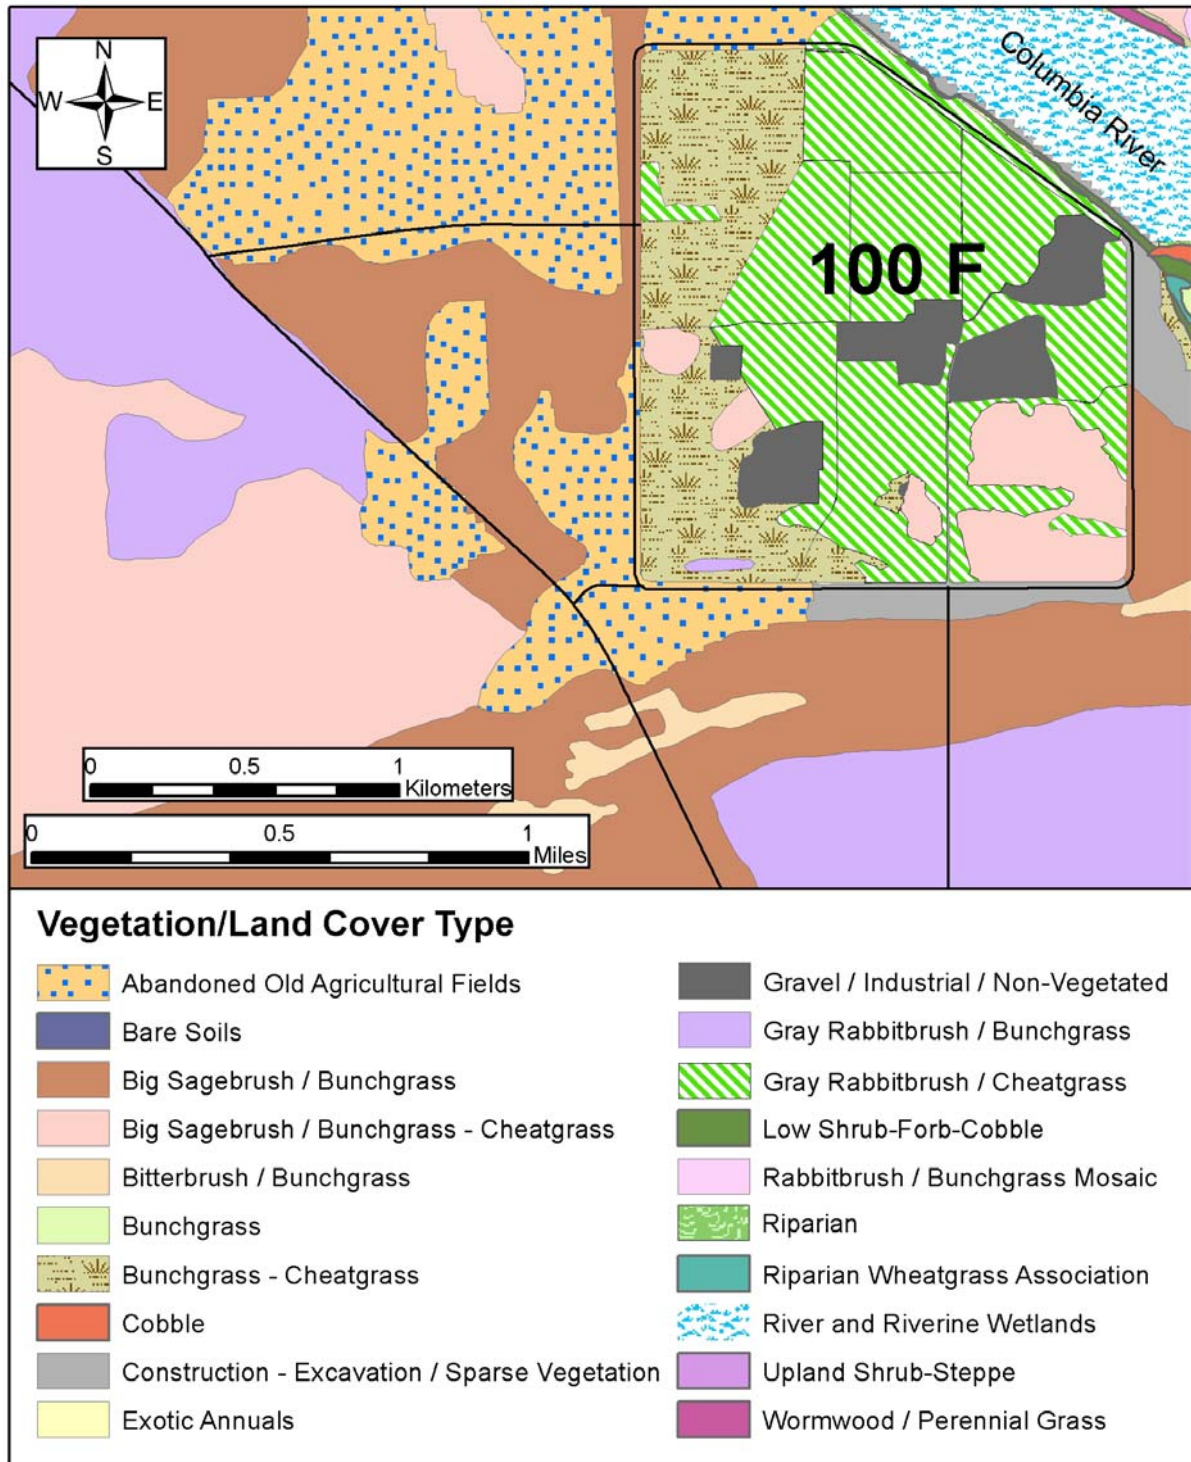 N
W E
S
Columbia River
100 F
0 0.5 1
Kilometers
0 0.5 1
Miles
Vegetation/Land Cover Type
Abandoned Old Agricultural Fields
Bare Soils
Big Sagebrush / Bunchgrass
Big Sagebrush / Bunchgrass - Cheatgrass
Bitterbrush / Bunchgrass
Bunchgrass
Bunchgrass - Cheatgrass
Cobble
Construction - Excavation / Sparse Vegetation
Exotic Annuals
Gravel / Industrial / Non-Vegetated
Gray Rabbitbrush / Bunchgrass
Gray Rabbitbrush / Cheatgrass
Low Shrub-Forb-Cobble
Rabbitbrush / Bunchgrass Mosaic
Riparian
Riparian Wheatgrass Association
River and Riverine Wetlands
Upland Shrub-Steppe
Wormwood / Perennial Grass